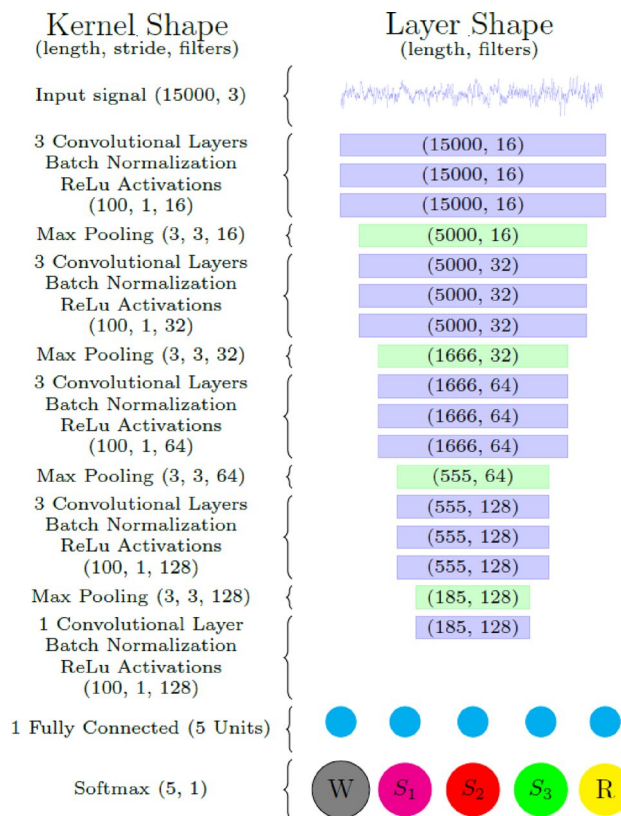 Kernel Shape
(length, stride, filters)
Layer Shape
(length, filters)
Input signal (15000, 3)
3 Convolutional Layers
Batch Normalization
ReLu Activations
(100, 1, 16)
(15000, 16)
(15000, 16)
(15000, 16)
Max Pooling (3, 3, 16)
(5000, 16)
3 Convolutional Layers
Batch Normalization
ReLu Activations
(100, 1, 32)
(5000, 32)
(5000, 32)
(5000, 32)
Max Pooling (3, 3, 32)
(1666, 32)
3 Convolutional Layers
Batch Normalization
ReLu Activations
(100, 1, 64)
(1666, 64)
(1666, 64)
(1666, 64)
Max Pooling (3, 3, 64)
(555, 64)
3 Convolutional Layers
Batch Normalization
ReLu Activations
(100, 1, 128)
(555, 128)
(555, 128)
(555, 128)
Max Pooling (3, 3, 128)
(185, 128)
1 Convolutional Layer
Batch Normalization
ReLu Activations
(100, 1, 128)
(185, 128)
1 Fully Connected (5 Units)
Softmax (5, 1)
W S₁ S₂ S₃ R